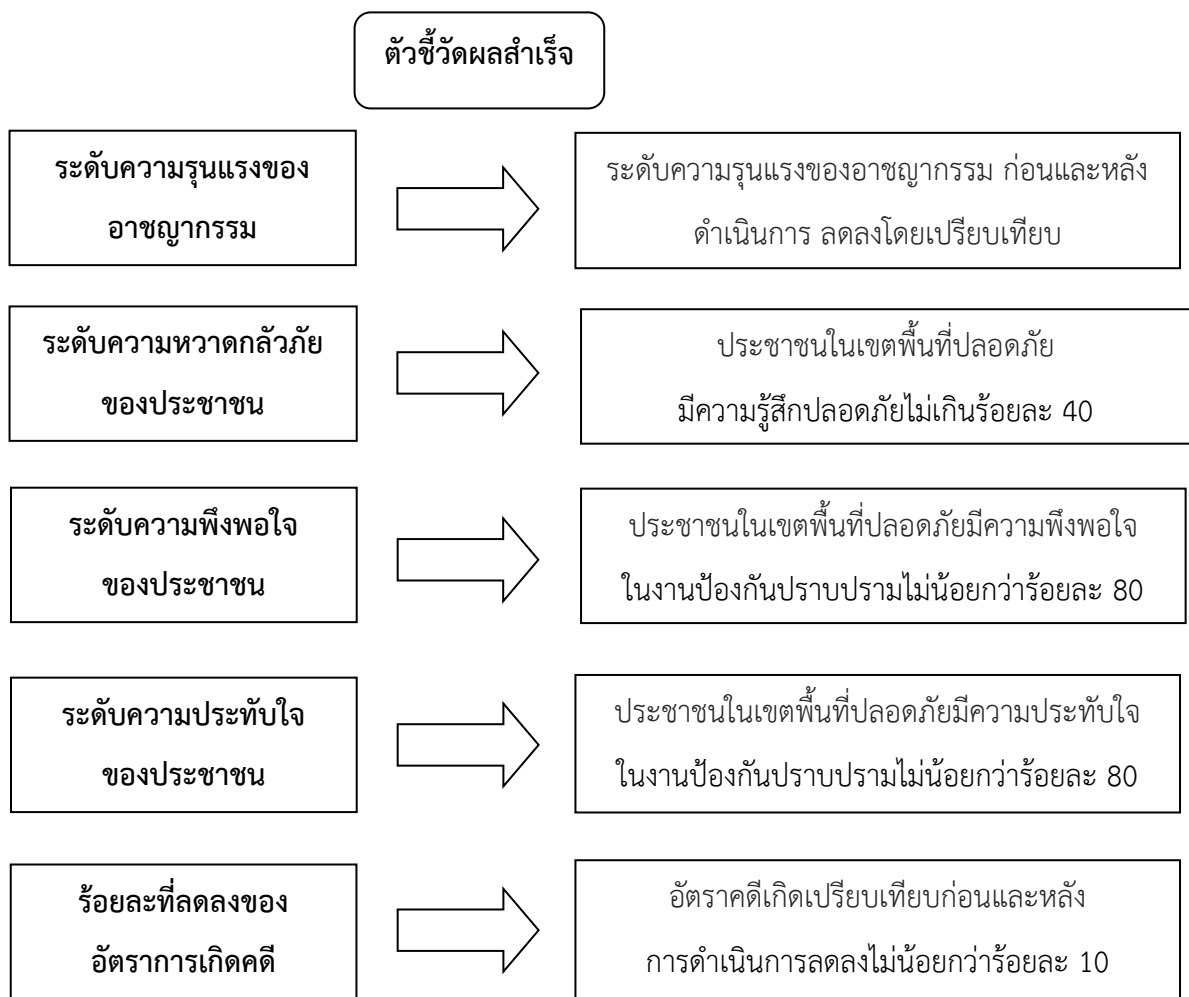 ตัวชี้วัดผลสำเร็จ
ระดับความรุนแรงของ
อาชญากรรม
ระดับความรุนแรงของอาชญากรรม ก่อนและหลัง
ดำเนินการ ลดลงโดยเปรียบเทียบ
ระดับความหวาดกลัวภัย
ของประชาชน
ประชาชนในเขตพื้นที่ปลอดภัย
มีความรู้สึกปลอดภัยไม่เกินร้อยละ 40
ระดับความพึงพอใจ
ของประชาชน
ประชาชนในเขตพื้นที่ปลอดภัยมีความพึงพอใจ
ในงานป้องกันปราบปรามไม่น้อยกว่าร้อยละ 80
ระดับความประทับใจ
ของประชาชน
ประชาชนในเขตพื้นที่ปลอดภัยมีความประทับใจ
ในงานป้องกันปราบปรามไม่น้อยกว่าร้อยละ 80
ร้อยละที่ลดลงของ
อัตราการเกิดคดี
อัตราคดีเกิดเปรียบเทียบก่อนและหลัง
การดำเนินการลดลงไม่น้อยกว่าร้อยละ 10